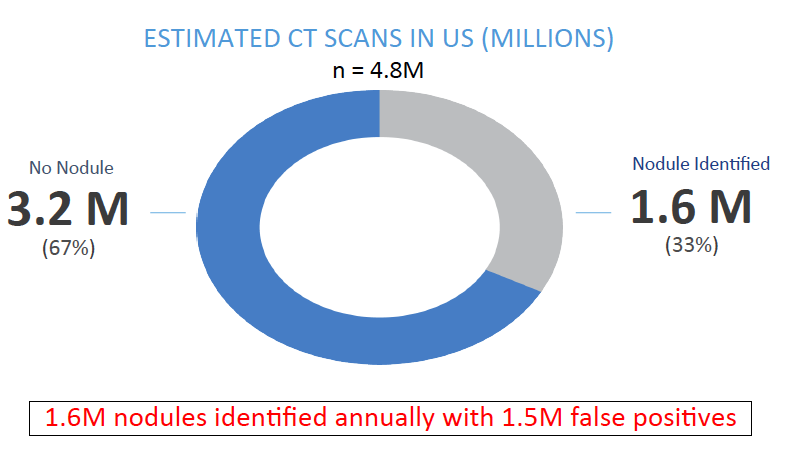 ESTIMATED CT SCANS IN US (MILLIONS)
n = 4.8M
No Nodule
3.2 M
(67%)
Nodule Identified
1.6 M
(33%)
1.6M nodules identified annually with 1.5M false positives